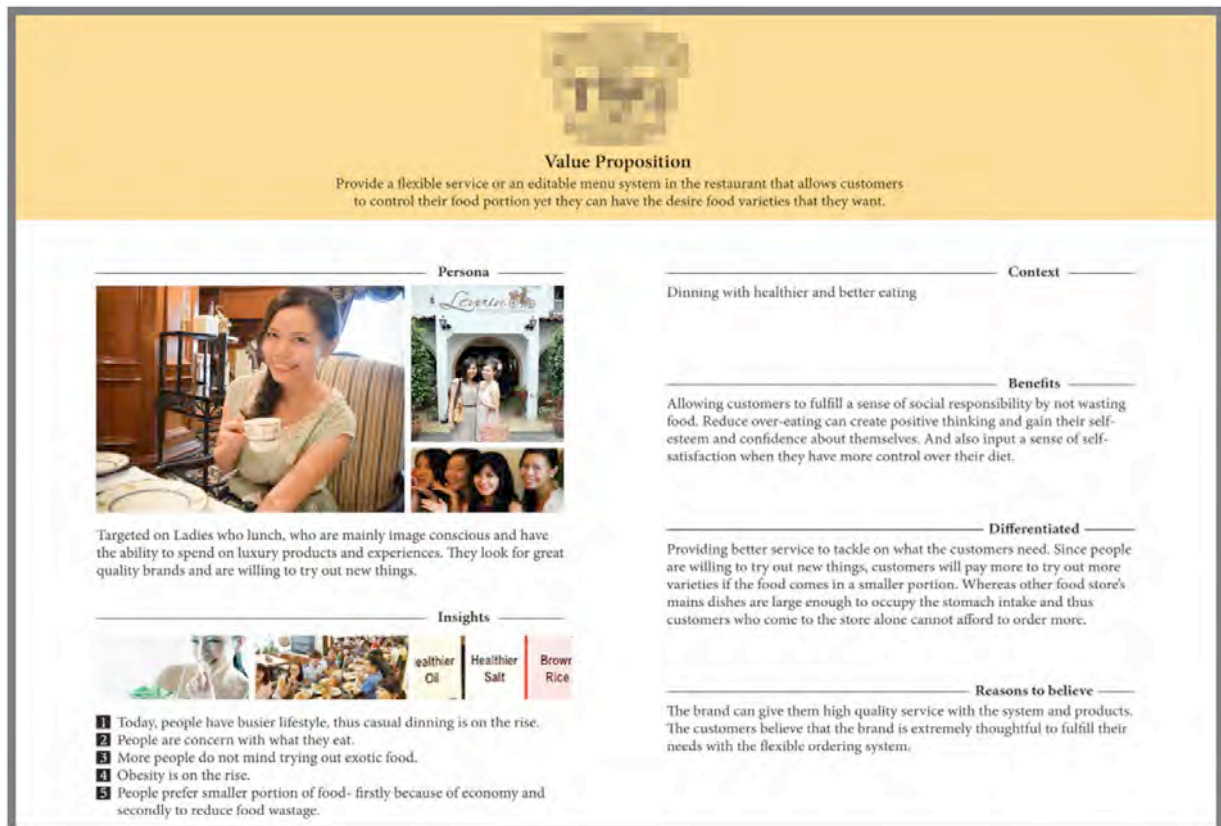 Value Proposition
Provide a flexible service or an editable menu system in the restaurant that allows customers
to control their food portion yet they can have the desire food varieties that they want.
Persona
Levain
Targeted on Ladies who lunch, who are mainly image conscious and have
the ability to spend on luxury products and experiences. They look for great
quality brands and are willing to try out new things.
Insights
ealthier
Oil
Healthier
Salt
Brown
Rice
1 Today, people have busier lifestyle, thus casual dinning is on the rise.
2 People are concern with what they eat.
3 More people do not mind trying out exotic food.
4 Obesity is on the rise.
5 People prefer smaller portion of food- firstly because of economy and
secondly to reduce food wastage.
Context
Dinning with healthier and better eating
Benefits
Allowing customers to fulfill a sense of social responsibility by not wasting
food. Reduce over-eating can create positive thinking and gain their self-
esteem and confidence about themselves. And also input a sense of self-
satisfaction when they have more control over their diet.
Differentiated
Providing better service to tackle on what the customers need. Since people
are willing to try out new things, customers will pay more to try out more
varieties if the food comes in a smaller portion. Whereas other food store's
mains dishes are large enough to occupy the stomach intake and thus
customers who come to the store alone cannot afford to order more.
Reasons to believe
The brand can give them high quality service with the system and products.
The customers believe that the brand is extremely thoughtful to fulfill their
needs with the flexible ordering system.